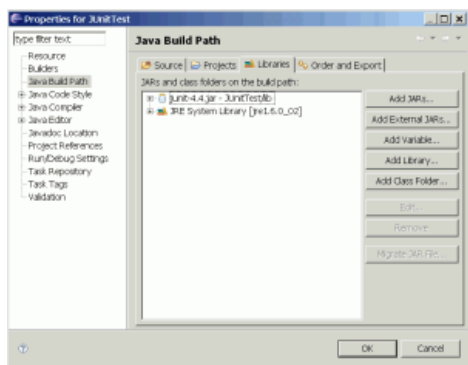 Properties for JUnitTest
type filter text
Resource
Builders
Java Build Path
Java Code Style
Java Compiler
Java Editor
Javadoc Location
Project References
Run/Debug Settings
Task Repository
Task Tags
Validation
Java Build Path
Source
Projects
Libraries
Order and Export
JARs and class folders on the build path:
junit-4.4.jar - JUnitTest/lib
JRE System Library [jre1.6.0_02]
Add JARs...
Add External JARs...
Add Variable...
Add Library...
Add Class Folder...
Edit...
Remove
Migrate JAR File...
OK
Cancel